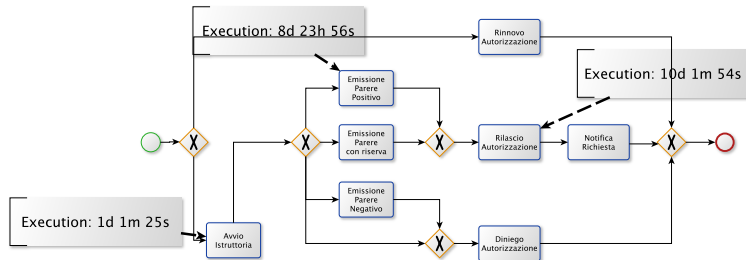 Execution: 8d 23h 56s
Rinnovo
Autorizzazione
Execution: 10d 1m 54s
Emissione
Parere
Positivo
X
X
Emissione
Parere
con riserva
X
Rilascio
Autorizzazione
Notifica
Richiesta
X
Emissione
Parere
Negativo
Execution: 1d 1m 25s
Avvio
Istruttoria
X
Diniego
Autorizzazione